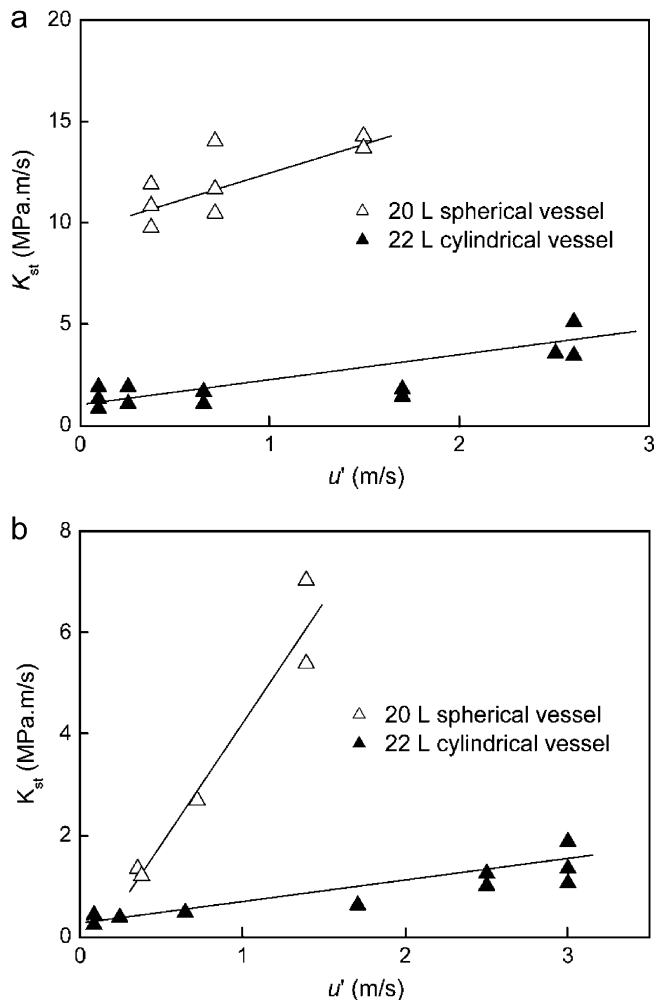 a
20
15
10
5
0
K_st (MPa.m/s)
△ 20 L spherical vessel
▲ 22 L cylindrical vessel
0 1 2 3
u' (m/s)
b
8
6
4
2
0
K_st (MPa.m/s)
△ 20 L spherical vessel
▲ 22 L cylindrical vessel
0 1 2 3
u' (m/s)